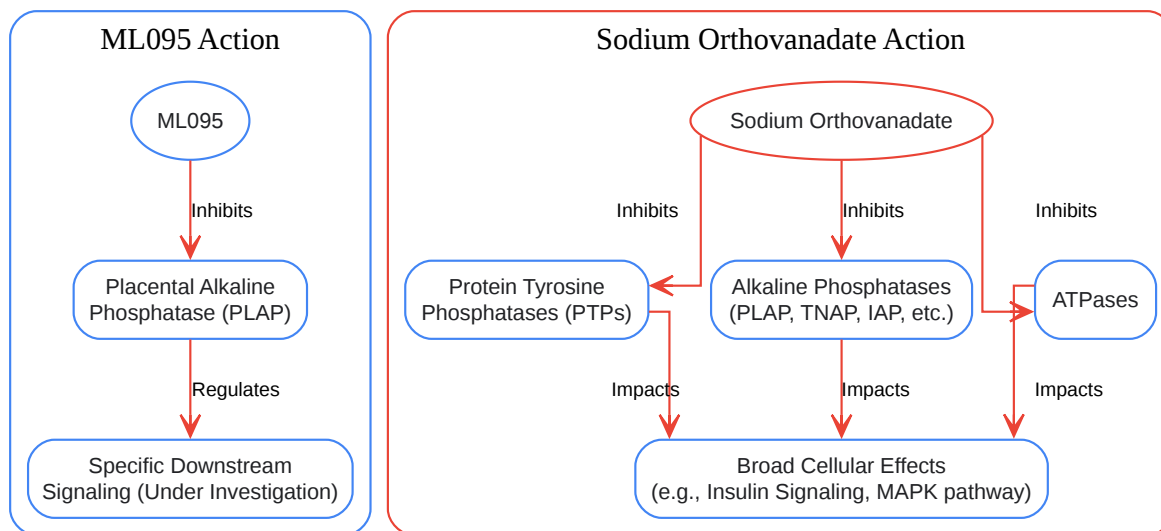 ML095 Action
ML095
Inhibits
Placental Alkaline
Phosphatase (PLAP)
Regulates
Specific Downstream
Signaling (Under Investigation)
Sodium Orthovanadate Action
Sodium Orthovanadate
Inhibits
Inhibits
Inhibits
Protein Tyrosine
Phosphatases (PTPs)
Alkaline Phosphatases
(PLAP, TNAP, IAP, etc.)
ATPases
Impacts
Impacts
Impacts
Broad Cellular Effects
(e.g., Insulin Signaling, MAPK pathway)